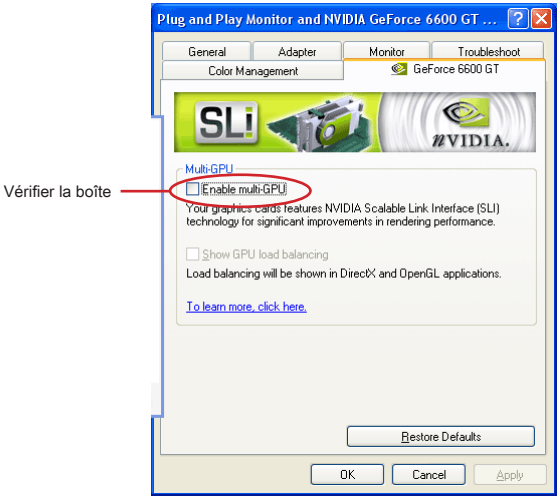 Plug and Play Monitor and NVIDIA GeForce 6600 GT ...
General Adapter Monitor Troubleshoot
Color Management GeForce 6600 GT
SLi
nVIDIA.
Multi-GPU
Vérifier la boîte
Enable multi-GPU
Your graphics cards features NVIDIA Scalable Link Interface (SLI)
technology for significant improvements in rendering performance.
Show GPU load balancing
Load balancing will be shown in DirectX and OpenGL applications.
To learn more, click here.
Restore Defaults
OK Cancel Apply